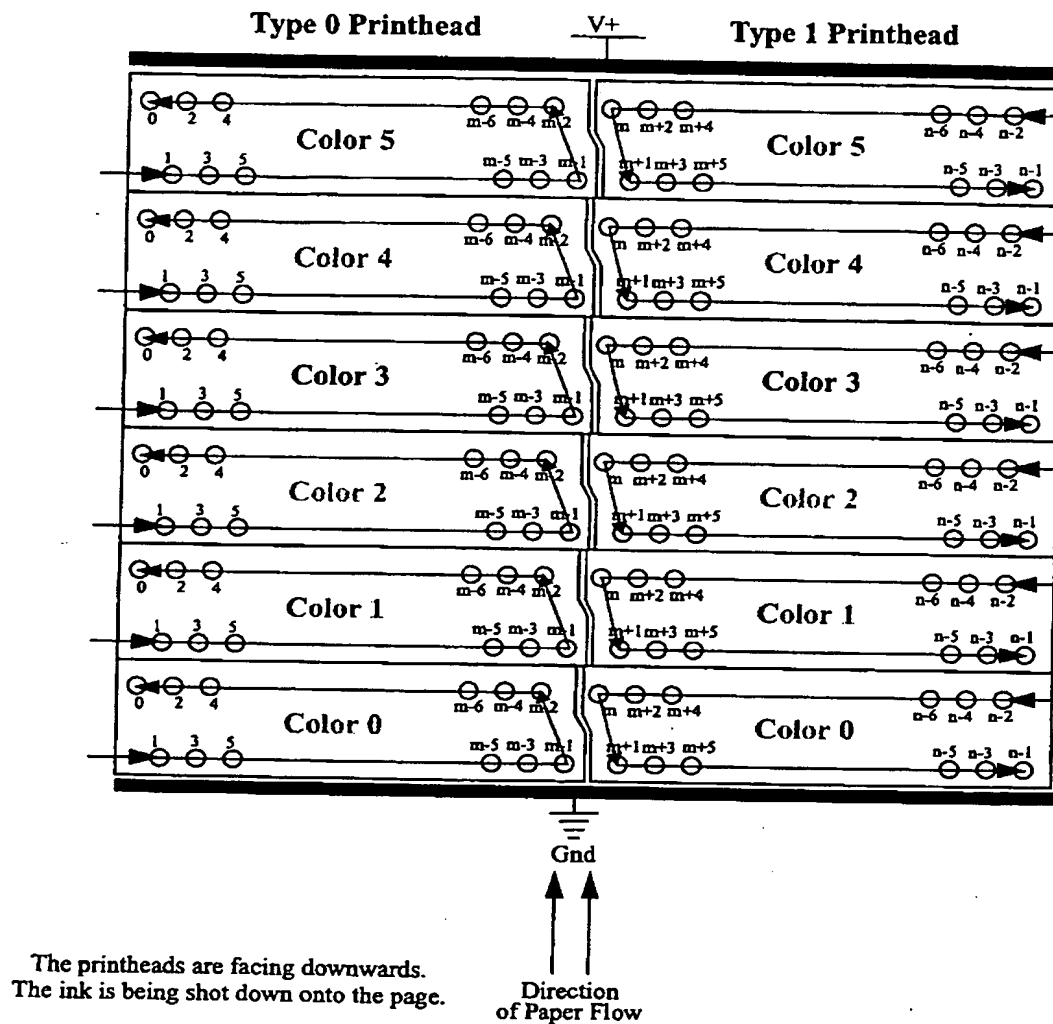 Type 0 Printhead V+ Type 1 Printhead
0 2 4 m-6 m-4 m-2 m m+2 m+4 n-6 n-4 n-2
Color 5 Color 5
1 3 5 m-5 m-3 m-1 m+1 m+3 m+5 n-5 n-3 n-1
0 2 4 m-6 m-4 m-2 m m+2 m+4 n-6 n-4 n-2
Color 4 Color 4
1 3 5 m-5 m-3 m-1 m+1 m+3 m+5 n-5 n-3 n-1
0 2 4 m-6 m-4 m-2 m m+2 m+4 n-6 n-4 n-2
Color 3 Color 3
1 3 5 m-5 m-3 m-1 m+1 m+3 m+5 n-5 n-3 n-1
0 2 4 m-6 m-4 m-2 m m+2 m+4 n-6 n-4 n-2
Color 2 Color 2
1 3 5 m-5 m-3 m-1 m+1 m+3 m+5 n-5 n-3 n-1
0 2 4 m-6 m-4 m-2 m m+2 m+4 n-6 n-4 n-2
Color 1 Color 1
1 3 5 m-5 m-3 m-1 m+1 m+3 m+5 n-5 n-3 n-1
0 2 4 m-6 m-4 m-2 m m+2 m+4 n-6 n-4 n-2
Color 0 Color 0
1 3 5 m-5 m-3 m-1 m+1 m+3 m+5 n-5 n-3 n-1
Gnd
The printheads are facing downwards.
The ink is being shot down onto the page.
Direction
of Paper Flow